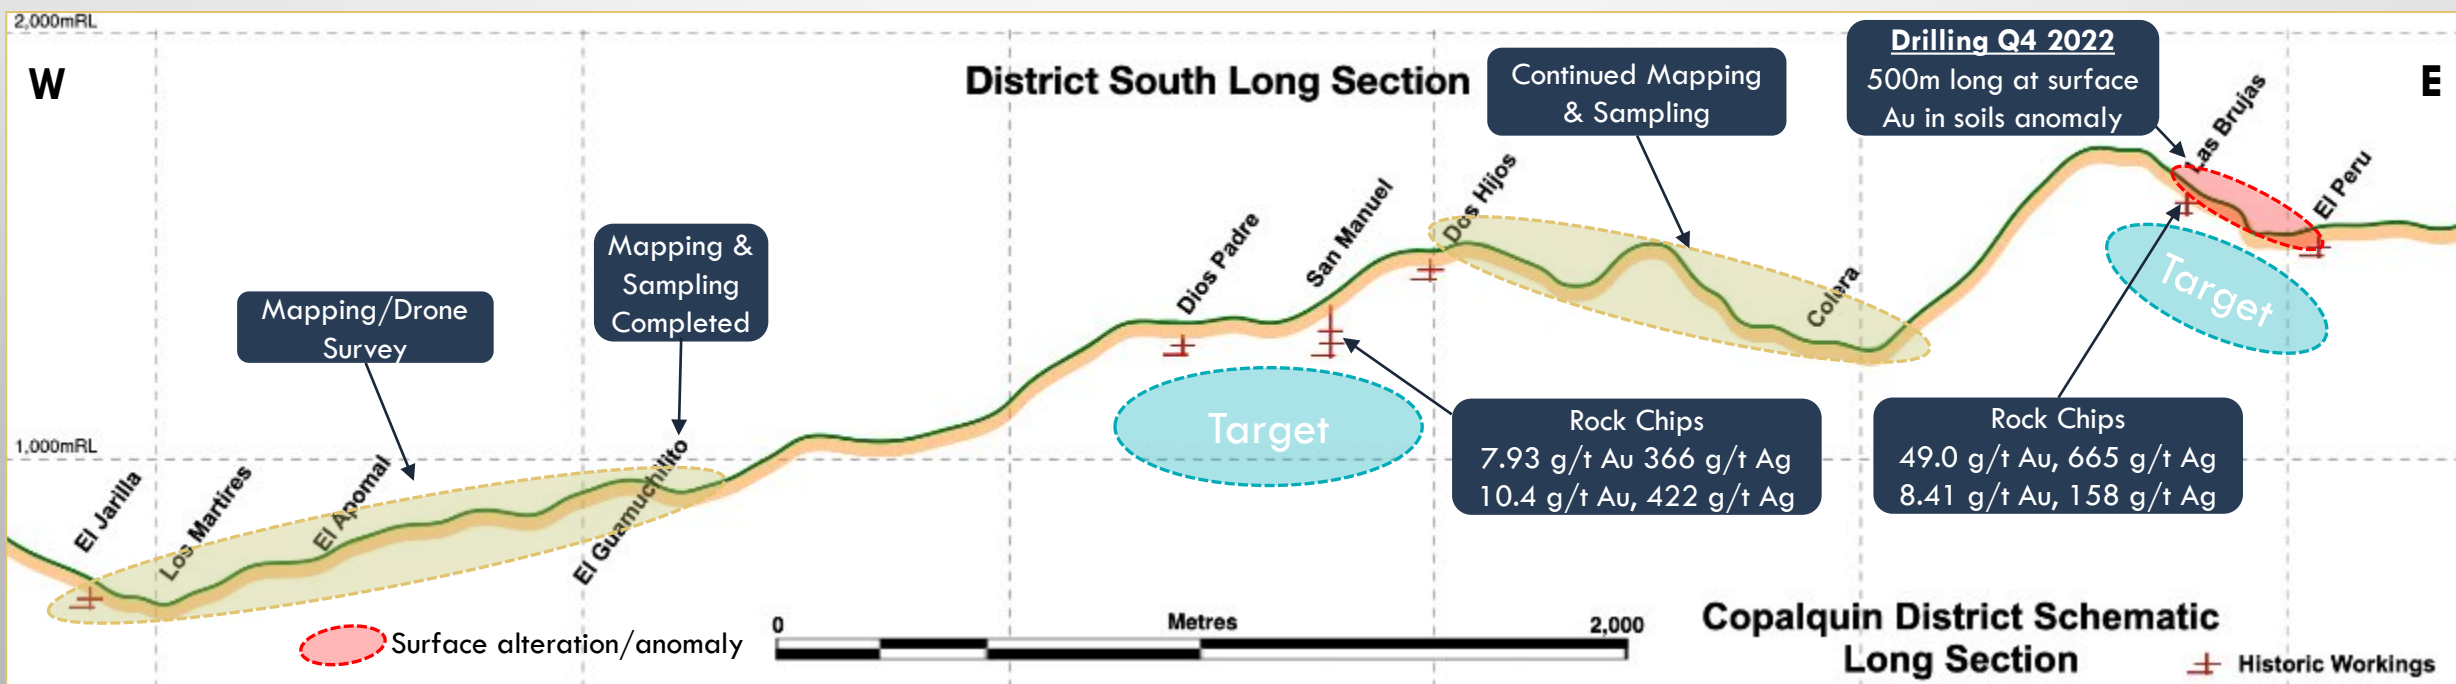 2,000mRL
W
District South Long Section
E
Continued Mapping
& Sampling
Drilling Q4 2022
500m long at surface
Au in soils anomaly
Las Brujas
El Peru
Dos Hijos
San Manuel
Dios Padre
Colera
Mapping &
Sampling
Completed
Mapping/Drone
Survey
Target
Target
1,000mRL
El Jarilla
Los Martires
El Apomal
El Guamuchilito
Rock Chips
7.93 g/t Au 366 g/t Ag
10.4 g/t Au, 422 g/t Ag
Rock Chips
49.0 g/t Au, 665 g/t Ag
8.41 g/t Au, 158 g/t Ag
Surface alteration/anomaly
0
Metres
2,000
Copalquin District Schematic
Long Section
Historic Workings